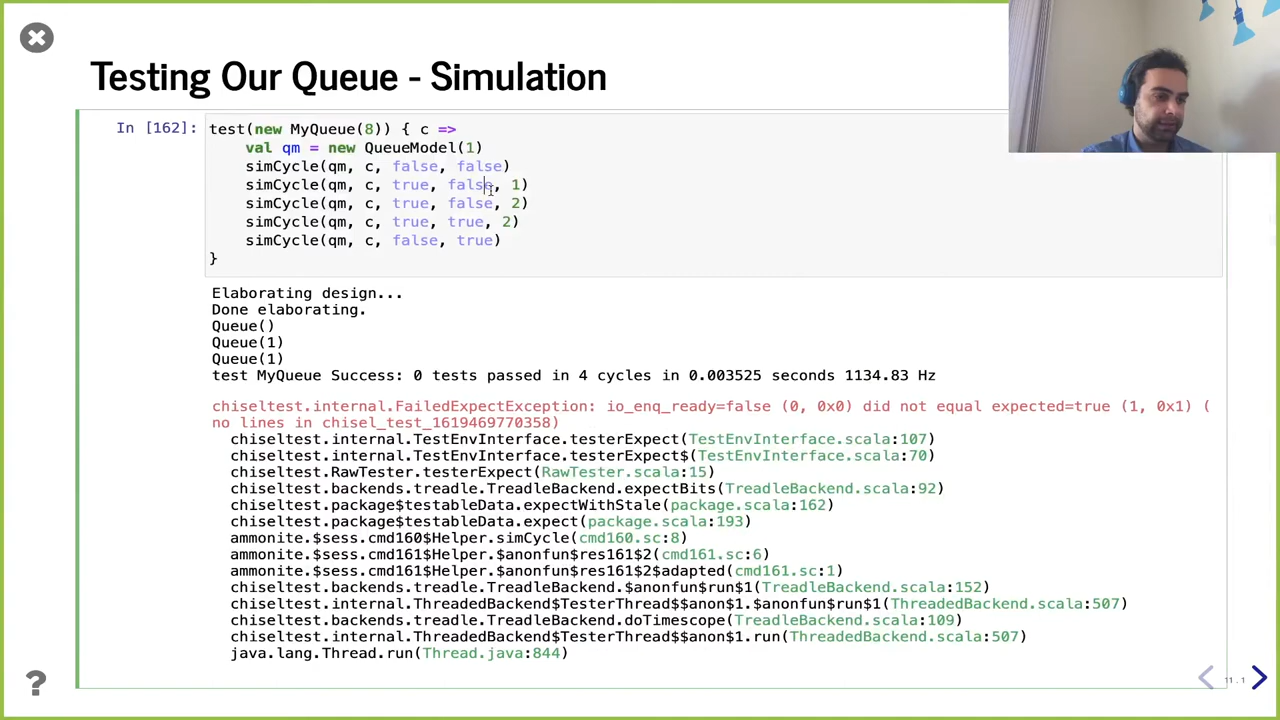 Testing Our Queue - Simulation
In [162]:
test(new MyQueue(8)) { c =>
val qm = new QueueModel(1)
simCycle(qm, c, false, false)
simCycle(qm, c, true, false, 1)
simCycle(qm, c, true, false, 2)
simCycle(qm, c, true, true, 2)
simCycle(qm, c, false, true)
}
Elaborating design...
Done elaborating.
Queue()
Queue(1)
Queue(1)
test MyQueue Success: 0 tests passed in 4 cycles in 0.003525 seconds 1134.83 Hz
chiseltest.internal.FailedExpectException: io_enq_ready=false (0, 0x0) did not equal expected=true (1, 0x1) (
no lines in chisel_test_1619469770358)
chiseltest.internal.TestEnvInterface.testerExpect(TestEnvInterface.scala:107)
chiseltest.internal.TestEnvInterface.testerExpect$(TestEnvInterface.scala:70)
chiseltest.RawTester.testerExpect(RawTester.scala:15)
chiseltest.backends.treadle.TreadleBackend.expectBits(TreadleBackend.scala:92)
chiseltest.package$testableData.expectWithStale(package.scala:162)
chiseltest.package$testableData.expect(package.scala:193)
ammonite.$sess.cmd160$Helper.simCycle(cmd160.sc:8)
ammonite.$sess.cmd161$Helper.$anonfun$res161$2(cmd161.sc:6)
ammonite.$sess.cmd161$Helper.$anonfun$res161$2$adapted(cmd161.sc:1)
chiseltest.backends.treadle.TreadleBackend.$anonfun$run$1(TreadleBackend.scala:152)
chiseltest.internal.ThreadedBackend$TesterThread$$anon$1.$anonfun$run$1(ThreadedBackend.scala:507)
chiseltest.backends.treadle.TreadleBackend.doTimescope(TreadleBackend.scala:109)
chiseltest.internal.ThreadedBackend$TesterThread$$anon$1.run(ThreadedBackend.scala:507)
java.lang.Thread.run(Thread.java:844)
?
11 . 1